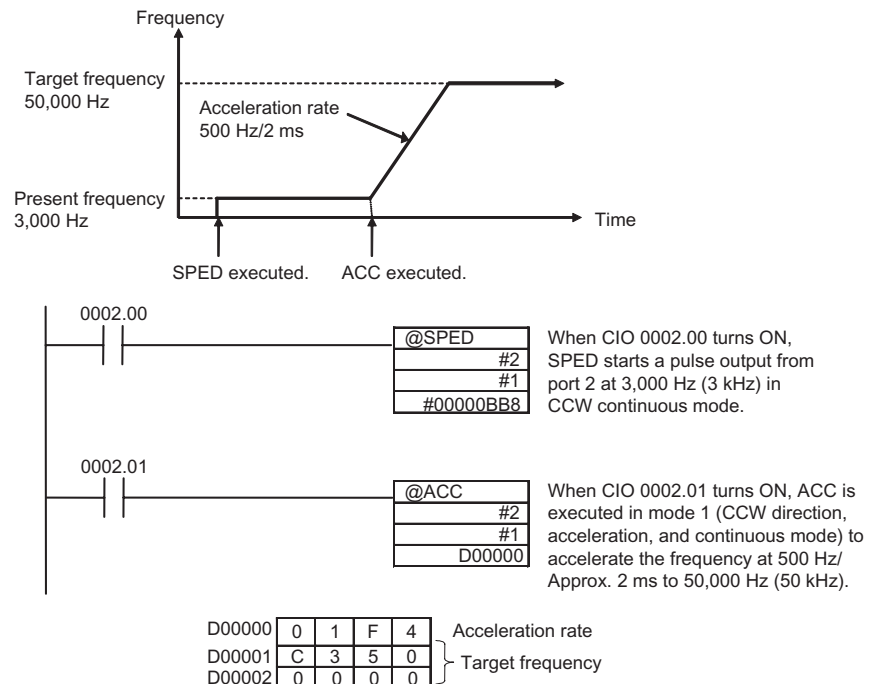 Frequency
Target frequency
50,000 Hz
Acceleration rate
500 Hz/2 ms
Present frequency
3,000 Hz
Time
SPED executed.
ACC executed.
0002.00
@SPED
#2
#1
#00000BB8
When CIO 0002.00 turns ON,
SPED starts a pulse output from
port 2 at 3,000 Hz (3 kHz) in
CCW continuous mode.
0002.01
@ACC
#2
#1
D00000
When CIO 0002.01 turns ON, ACC is
executed in mode 1 (CCW direction,
acceleration, and continuous mode) to
accelerate the frequency at 500 Hz/
Approx. 2 ms to 50,000 Hz (50 kHz).
D00000 0 1 F 4 Acceleration rate
D00001 C 3 5 0
Target frequency
D00002 0 0 0 0